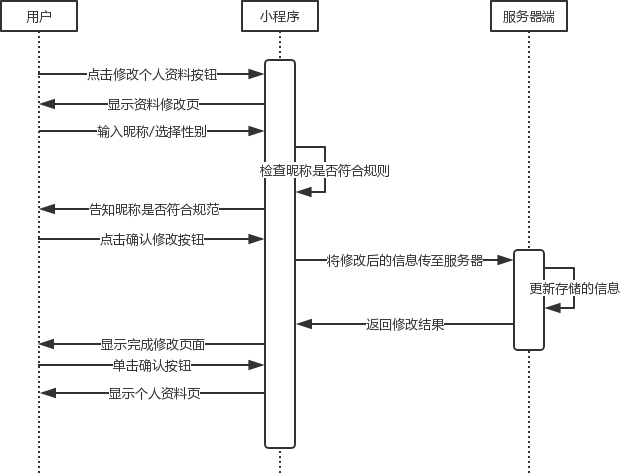 用户
小程序
服务器端
点击修改个人资料按钮
显示资料修改页
输入昵称/选择性别
检查昵称是否符合规则
告知昵称是否符合规范
点击确认修改按钮
将修改后的信息传至服务器
更新存储的信息
返回修改结果
显示完成修改页面
单击确认按钮
显示个人资料页